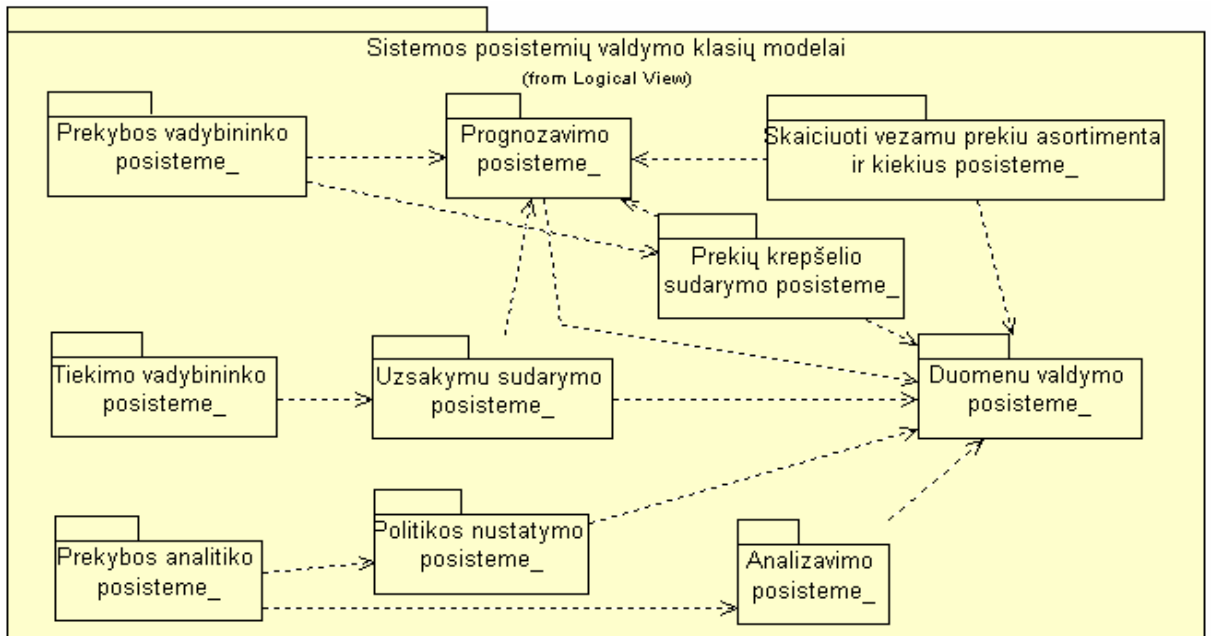 Sistemos posistemių valdymo klasių modelai
(from Logical View)
Prekybos vadybininko
posisteme_
Prognozavimo
posisteme_
Skaiciuoti vezamu prekiu asortimenta
ir kiekius posisteme_
Prekių krepšelio
sudarymo posisteme_
Tiekimo vadybininko
posisteme_
Uzsakymu sudarymo
posisteme_
Duomenu valdymo
posisteme_
Prekybos analitiko
posisteme_
Politikos nustatymo
posisteme_
Analizavimo
posisteme_